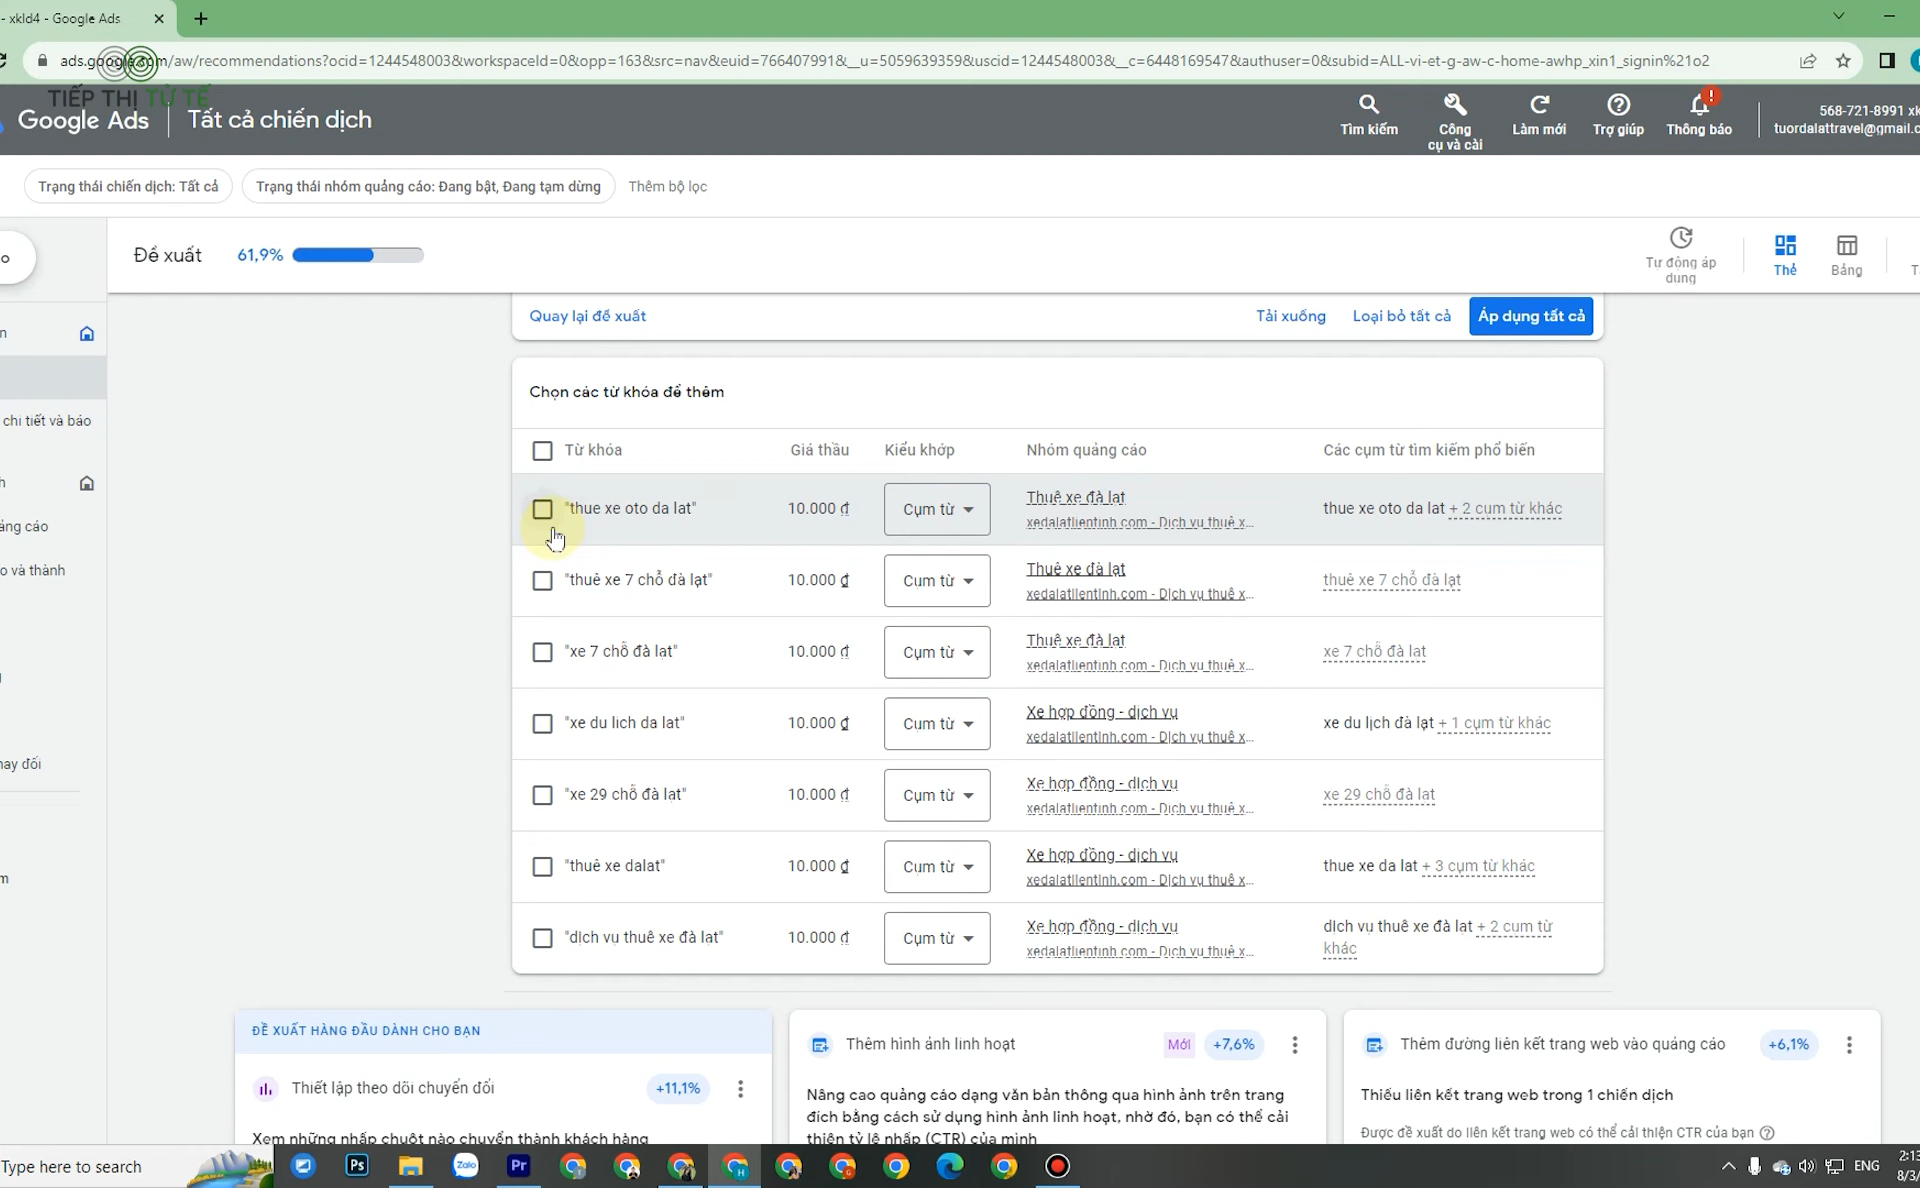 - xkld4 - Google Ads
ads.google.com/aw/recommendations?ocid=1244548003&workspaceId=0&opp=163&src=nav&euid=766407991&__u=5059639359&uscid=1244548003&__c=6448169547&authuser=0&subid=ALL-vi-et-g-aw-c-home-awhp_xin1_signin%21o2
TIẾP THỊ TỬ TẾ
Google Ads Tất cả chiến dịch
Tìm kiếm
Công cụ và cài
Làm mới
Trợ giúp
Thông báo
568-721-8991 xk
tuordalattravel@gmail.c
Trạng thái chiến dịch: Tất cả
Trạng thái nhóm quảng cáo: Đang bật, Đang tạm dừng
Thêm bộ lọc
o
Đề xuất 61,9%
Tự động áp dụng
Thẻ
Bảng
n
chi tiết và báo
h
ảng cáo
o và thành
hay đổi
m
Quay lại đề xuất
Tải xuống
Loại bỏ tất cả
Áp dụng tất cả
Chọn các từ khóa để thêm
Từ khóa Giá thầu Kiểu khớp Nhóm quảng cáo Các cụm từ tìm kiếm phổ biến
"thue xe oto da lat" 10.000 ₫ Cụm từ Thuê xe đà lạt thue xe oto da lat + 2 cụm từ khác
xedalatlientinh.com - Dịch vụ thuê x...
"thuê xe 7 chỗ đà lạt" 10.000 ₫ Cụm từ Thuê xe đà lạt thuê xe 7 chỗ đà lạt
xedalatlientinh.com - Dịch vụ thuê x...
"xe 7 chỗ đà lạt" 10.000 ₫ Cụm từ Thuê xe đà lạt xe 7 chỗ đà lạt
xedalatlientinh.com - Dịch vụ thuê x...
"xe du lich da lat" 10.000 ₫ Cụm từ Xe hợp đồng - dịch vụ xe du lịch đà lạt + 1 cụm từ khác
xedalatlientinh.com - Dịch vụ thuê x...
"xe 29 chỗ đà lạt" 10.000 ₫ Cụm từ Xe hợp đồng - dịch vụ xe 29 chỗ đà lạt
xedalatlientinh.com - Dịch vụ thuê x...
"thuê xe dalat" 10.000 ₫ Cụm từ Xe hợp đồng - dịch vụ thue xe da lat + 3 cụm từ khác
xedalatlientinh.com - Dịch vụ thuê x...
"dịch vụ thuê xe đà lạt" 10.000 ₫ Cụm từ Xe hợp đồng - dịch vụ dịch vụ thuê xe đà lạt + 2 cụm từ
xedalatlientinh.com - Dịch vụ thuê x... khác
ĐỀ XUẤT HÀNG ĐẦU DÀNH CHO BẠN
Thiết lập theo dõi chuyển đổi +11,1%
Xem những nhấp chuột nào chuyển thành khách hàng
Thêm hình ảnh linh hoạt Mới +7,6%
Nâng cao quảng cáo dạng văn bản thông qua hình ảnh trên trang
đích bằng cách sử dụng hình ảnh linh hoạt, nhờ đó, bạn có thể cải
thiện tỷ lệ nhấp (CTR) của mình
Thêm đường liên kết trang web vào quảng cáo +6,1%
Thiếu liên kết trang web trong 1 chiến dịch
Được đề xuất do liên kết trang web có thể cải thiện CTR của bạn
Type here to search
Ps
Zalo
Pr
ENG
2:13
8/3/